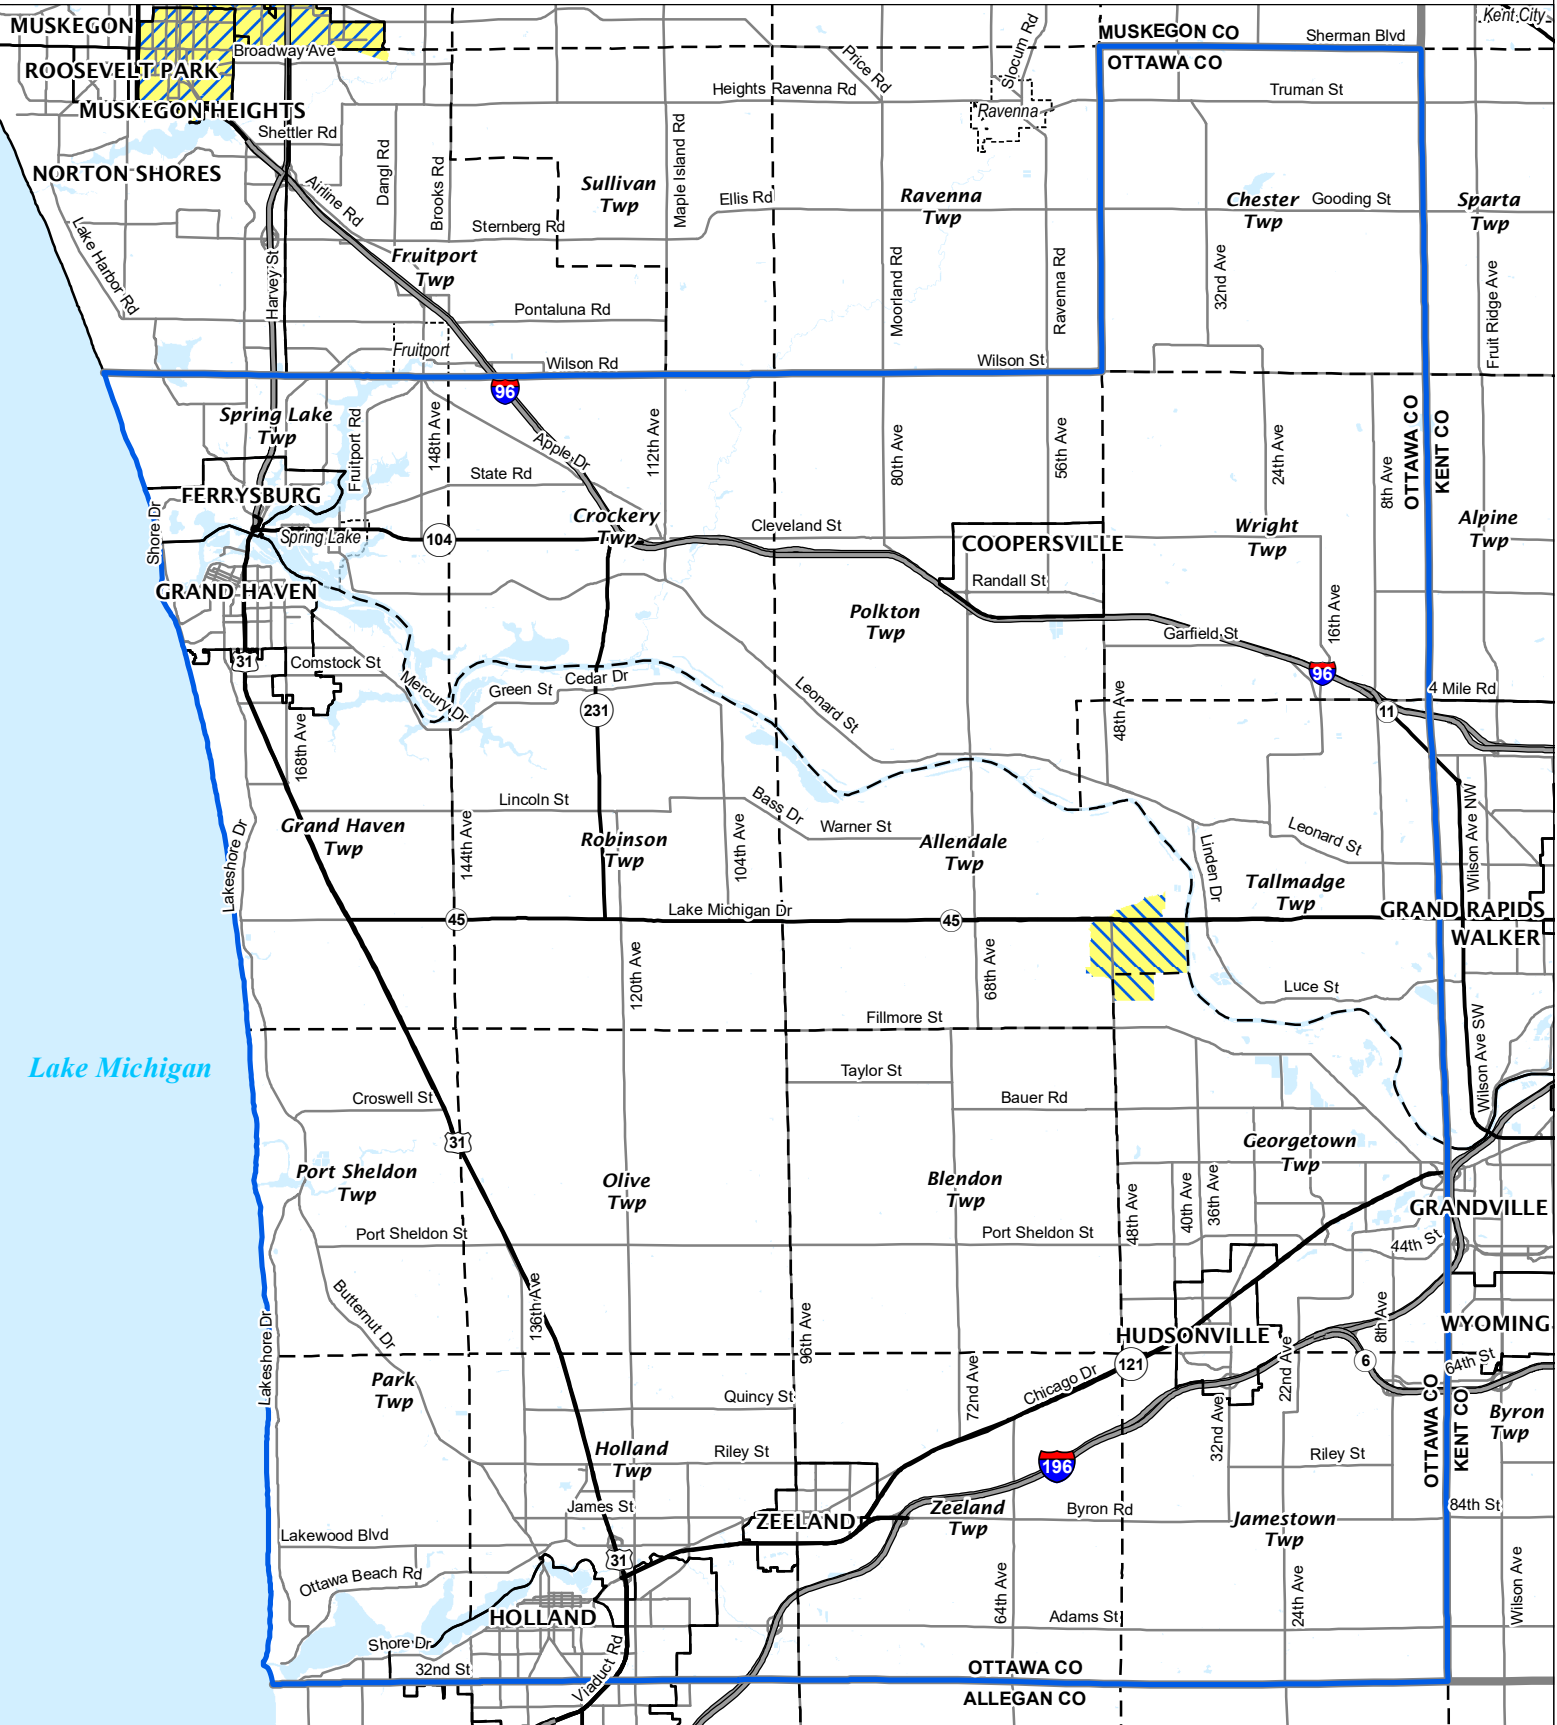 MUSKEGON
Kent City
MUSKEGON CO
Sherman Blvd
Broadway Ave
Price Rd
Slocum Rd
OTTAWA CO
ROOSEVELT PARK
Heights Ravenna Rd
Truman St
MUSKEGON HEIGHTS
Ravenna
Shettler Rd
Dangl Rd
Brooks Rd
Maple Island Rd
NORTON SHORES
Airline Rd
Sullivan
Twp
Ellis Rd
Ravenna
Twp
Chester
Twp
Gooding St
Sparta
Twp
Sternberg Rd
Lake Harbor Rd
Harvey St
Fruitport
Twp
Moorland Rd
Ravenna Rd
32nd Ave
Fruit Ridge Ave
Pontaluna Rd
Fruitport
Wilson Rd
Wilson St
96
Spring Lake
Twp
Fruitport Rd
148th Ave
Apple Dr
112th Ave
80th Ave
56th Ave
24th Ave
8th Ave
OTTAWA CO
KENT CO
State Rd
FERRYSBURG
Shore Dr
Spring Lake
104
Crockery
Twp
Cleveland St
COOPERSVILLE
Wright
Twp
Alpine
Twp
Randall St
GRAND HAVEN
Polkton
Twp
Garfield St
16th Ave
31
Comstock St
Mercury Dr
Green St
Cedar Dr
231
Leonard St
96
4 Mile Rd
11
48th Ave
168th Ave
Lincoln St
Bass Dr
Warner St
Lakeshore Dr
Grand Haven
Twp
144th Ave
Robinson
Twp
104th Ave
Allendale
Twp
Linden Dr
Leonard St
Wilson Ave NW
Tallmadge
Twp
45
Lake Michigan Dr
45
GRAND RAPIDS
WALKER
120th Ave
68th Ave
Luce St
Fillmore St
Wilson Ave SW
Lake Michigan
Taylor St
Croswell St
Bauer Rd
31
Georgetown
Twp
Port Sheldon
Twp
Olive
Twp
Blendon
Twp
48th Ave
40th Ave
36th Ave
GRANDVILLE
Port Sheldon St
Port Sheldon St
44th St
Butternut Dr
136th Ave
96th Ave
8th Ave
Lakeshore Dr
HUDSONVILLE
WYOMING
121
22nd Ave
6
64th St
Park
Twp
Quincy St
72nd Ave
Chicago Dr
32nd Ave
OTTAWA CO
KENT CO
Byron
Twp
Holland
Twp
Riley St
196
Riley St
James St
ZEELAND
Zeeland
Twp
Byron Rd
Jamestown
Twp
84th St
Lakewood Blvd
31
Ottawa Beach Rd
64th Ave
24th Ave
Wilson Ave
HOLLAND
Adams St
Shore Dr
32nd St
Viaduct Rd
OTTAWA CO
ALLEGAN CO